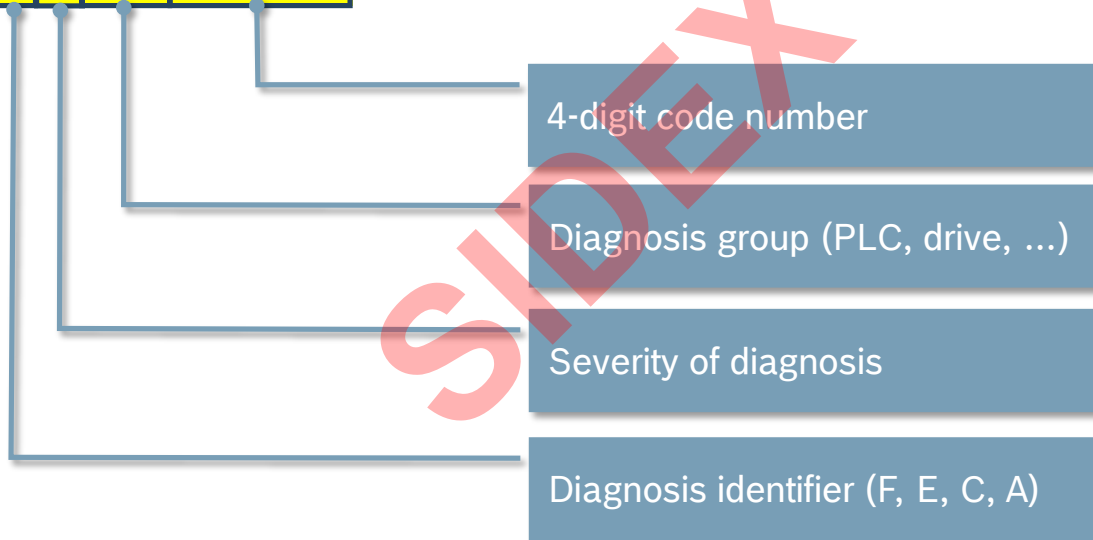 4-digit code number
Diagnosis group (PLC, drive, ...)
Severity of diagnosis
Diagnosis identifier (F, E, C, A)
SIDEX